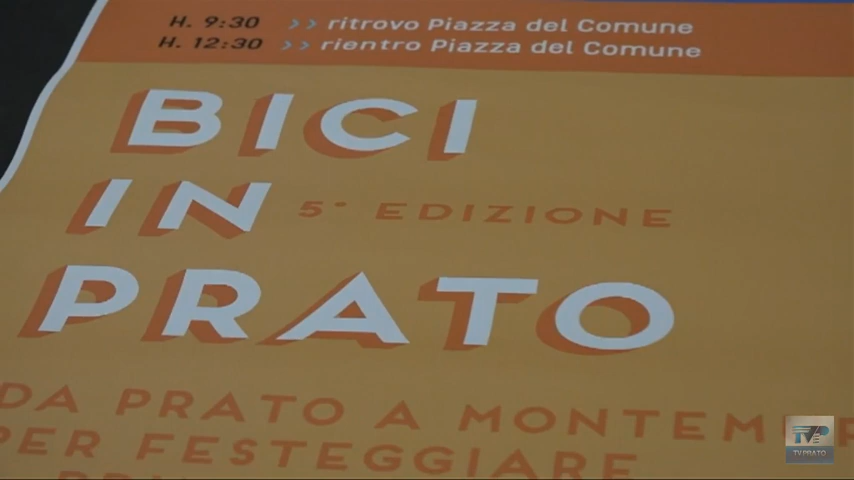 H. 9:30 >> ritrovo Piazza del Comune
H. 12:30 >> rientro Piazza del Comune
BICI
IN 5° EDIZIONE
PRATO
DA PRATO A
PER FESTEGGIARE
TVP
TV PRATO